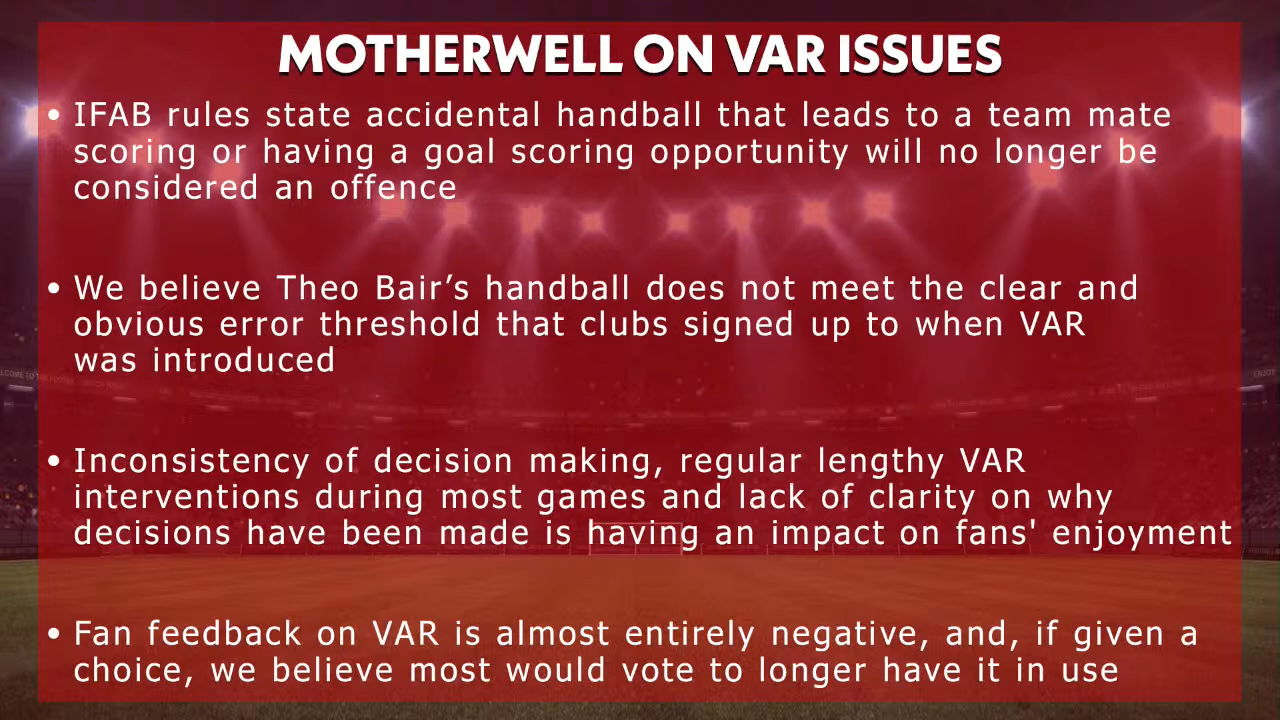 MOTHERWELL ON VAR ISSUES
• IFAB rules state accidental handball that leads to a team mate
scoring or having a goal scoring opportunity will no longer be
considered an offence
• We believe Theo Bair’s handball does not meet the clear and
obvious error threshold that clubs signed up to when VAR
was introduced
• Inconsistency of decision making, regular lengthy VAR
interventions during most games and lack of clarity on why
decisions have been made is having an impact on fans' enjoyment
• Fan feedback on VAR is almost entirely negative, and, if given a
choice, we believe most would vote to longer have it in use